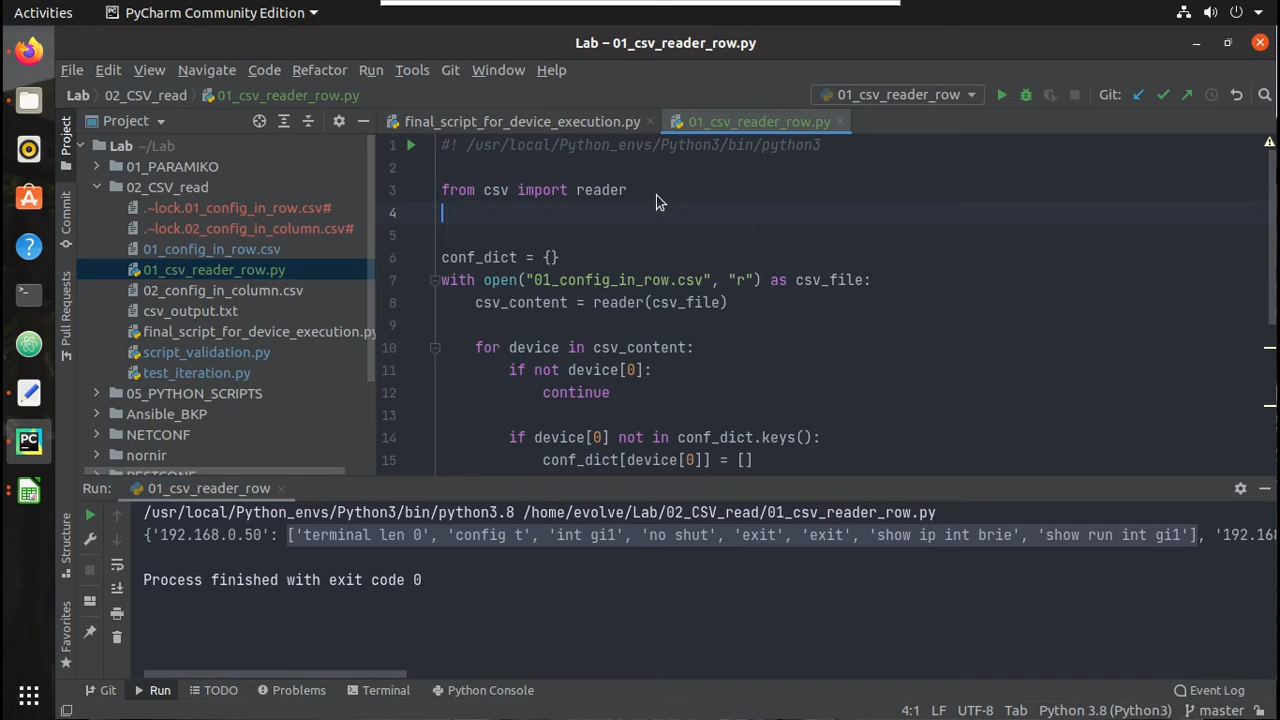 Activities PyCharm Community Edition
Lab – 01_csv_reader_row.py
File Edit View Navigate Code Refactor Run Tools Git Window Help
Lab 02_CSV_read 01_csv_reader_row.py 01_csv_reader_row Git:
Project final_script_for_device_execution.py 01_csv_reader_row.py
Project
Commit
Pull Requests
Lab ~/Lab
01_PARAMIKO
02_CSV_read
.~lock.01_config_in_row.csv#
.~lock.02_config_in_column.csv#
01_config_in_row.csv
01_csv_reader_row.py
02_config_in_column.csv
csv_output.txt
final_script_for_device_execution.py
script_validation.py
test_iteration.py
05_PYTHON_SCRIPTS
Ansible_BKP
NETCONF
nornir
RESTCONF
1 #! /usr/local/Python_envs/Python3/bin/python3
2
3 from csv import reader
4
5
6 conf_dict = {}
7 with open("01_config_in_row.csv", "r") as csv_file:
8 csv_content = reader(csv_file)
9
10 for device in csv_content:
11 if not device[0]:
12 continue
13
14 if device[0] not in conf_dict.keys():
15 conf_dict[device[0]] = []
Run: 01_csv_reader_row
Structure
Favorites
/usr/local/Python_envs/Python3/bin/python3.8 /home/evolve/Lab/02_CSV_read/01_csv_reader_row.py
{'192.168.0.50': ['terminal len 0', 'config t', 'int gi1', 'no shut', 'exit', 'exit', 'show ip int brie', 'show run int gi1'], '192.168
Process finished with exit code 0
Git Run TODO Problems Terminal Python Console Event Log
4:1 LF UTF-8 Tab Python 3.8 (Python3) master